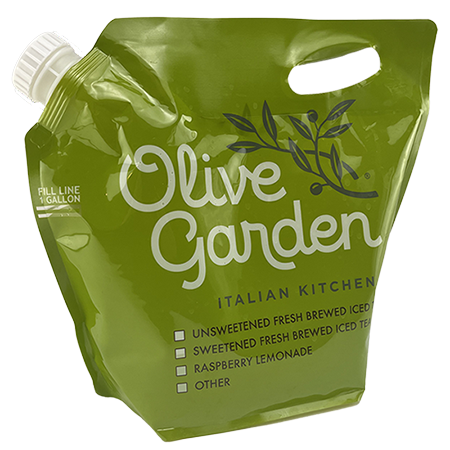 FILL LINE
1 GALLON
Olive
Garden
ITALIAN KITCHEN
UNSWEETENED FRESH BREWED ICED
SWEETENED FRESH BREWED ICED TEA
RASPBERRY LEMONADE
OTHER